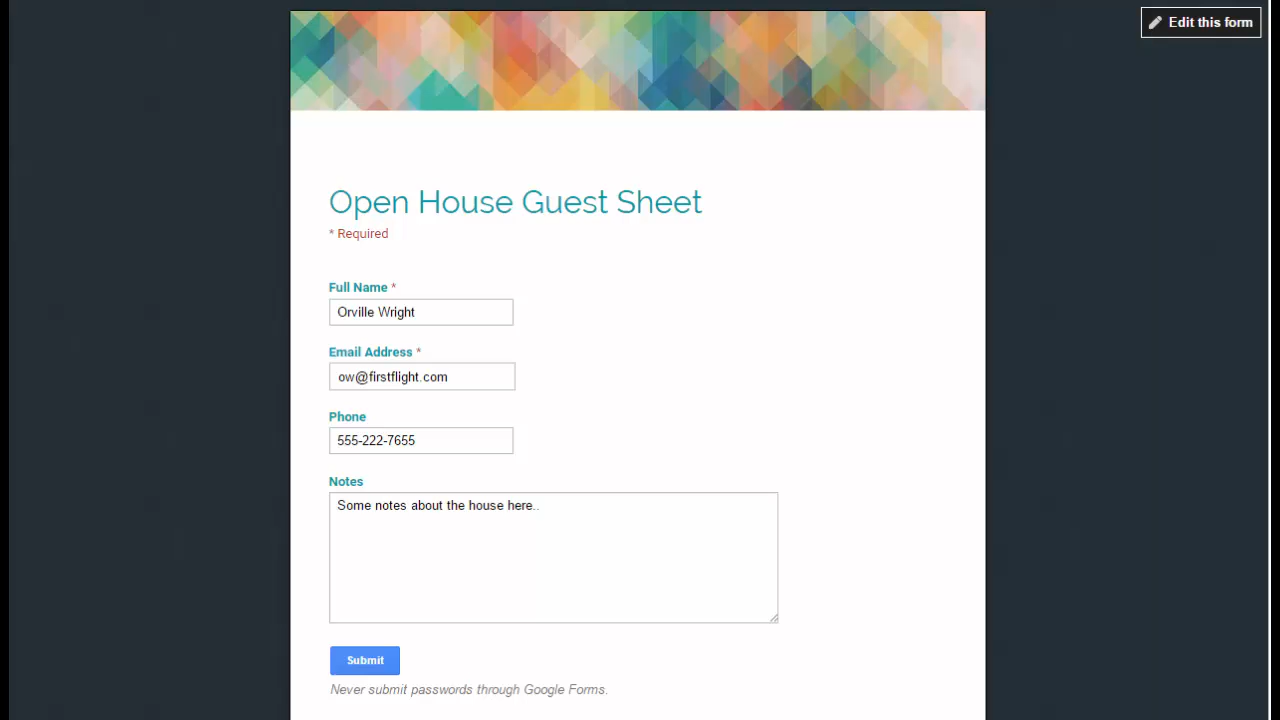 Edit this form
Open House Guest Sheet
* Required
Full Name *
Orville Wright
Email Address *
ow@firstflight.com
Phone
555-222-7655
Notes
Some notes about the house here..
Submit
Never submit passwords through Google Forms.